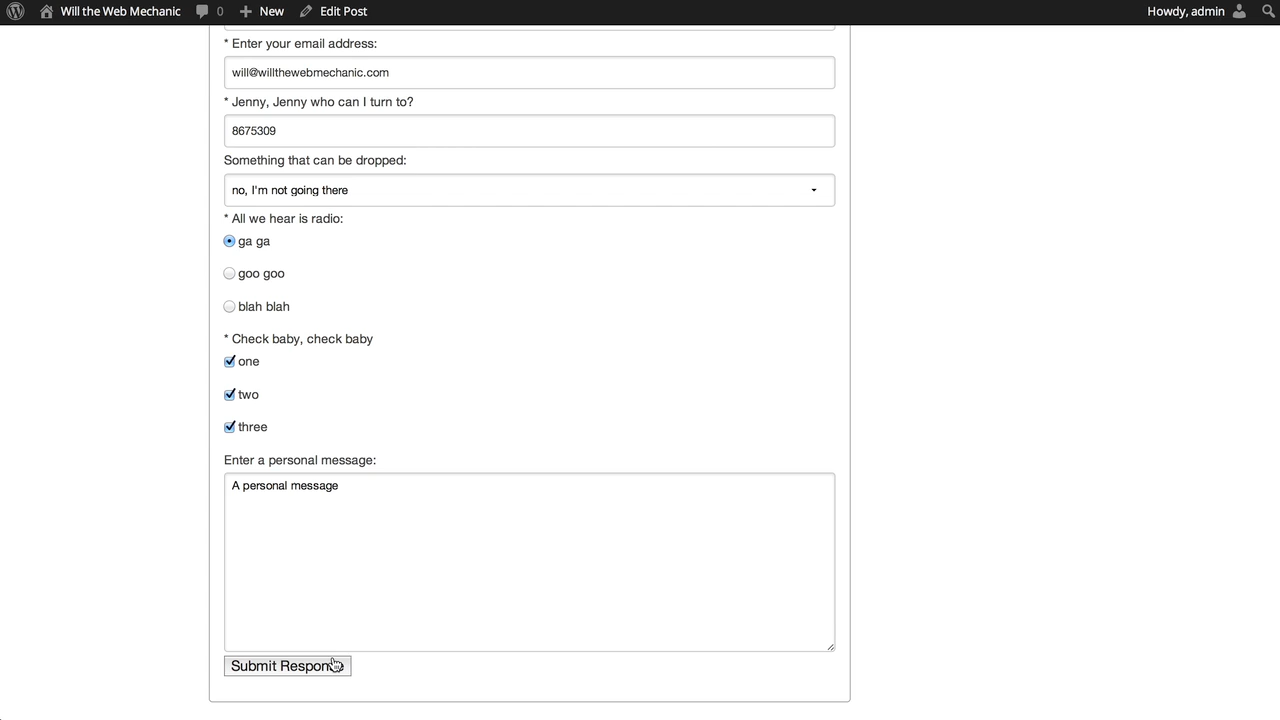 Will the Web Mechanic 0 New Edit Post Howdy, admin
* Enter your email address:
will@willthewebmechanic.com
* Jenny, Jenny who can I turn to?
8675309
Something that can be dropped:
no, I'm not going there
* All we hear is radio:
ga ga
goo goo
blah blah
* Check baby, check baby
one
two
three
Enter a personal message:
A personal message
Submit